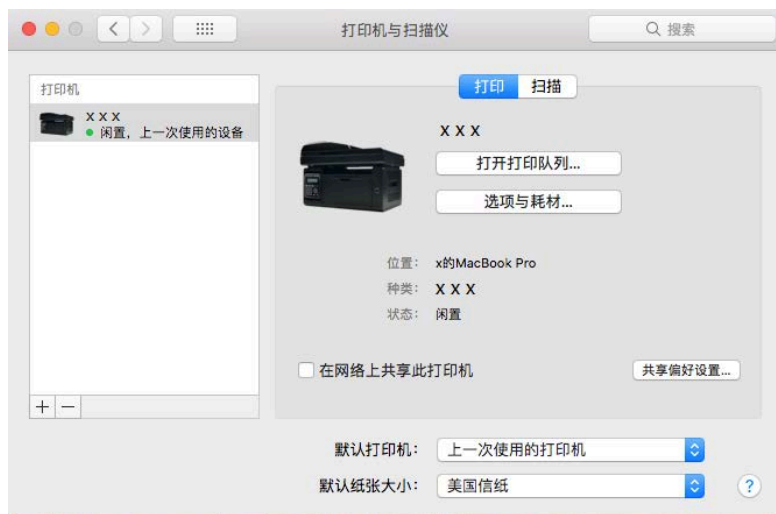 打印机与扫描仪
搜索
打印机
X X X
闲置，上一次使用的设备
打印 扫描
X X X
打开打印队列...
选项与耗材...
位置： x的MacBook Pro
种类： X X X
状态： 闲置
在网络上共享此打印机
共享偏好设置...
+ −
默认打印机： 上一次使用的打印机
默认纸张大小： 美国信纸
?